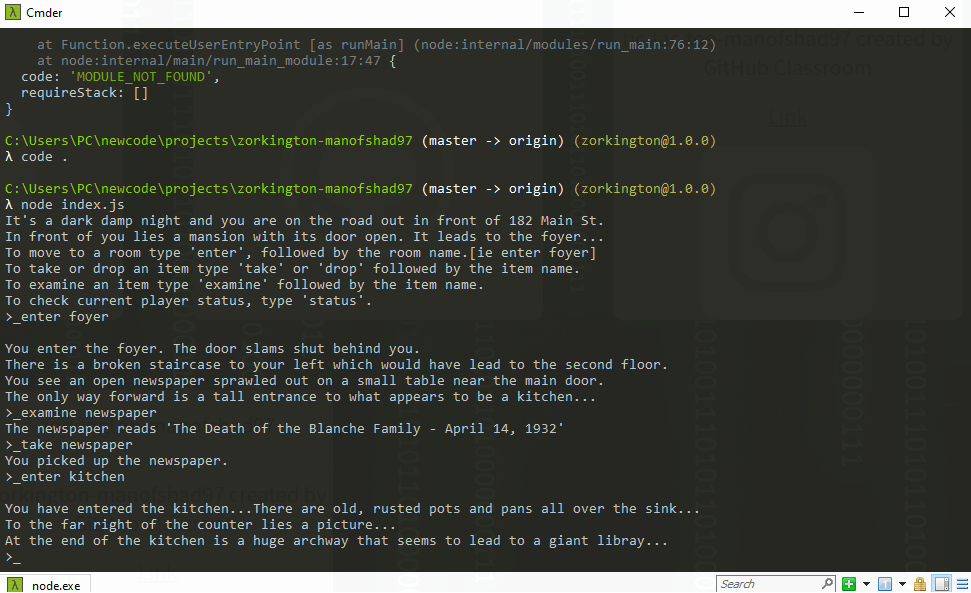 Cmder
at Function.executeUserEntryPoint [as runMain] (node:internal/modules/run_main:76:12)
at node:internal/main/run_main_module:17:47 {
code: 'MODULE_NOT_FOUND',
requireStack: []
}
C:\Users\PC\newcode\projects\zorkington-manofshad97 (master -> origin) (zorkington@1.0.0)
λ code .
C:\Users\PC\newcode\projects\zorkington-manofshad97 (master -> origin) (zorkington@1.0.0)
λ node index.js
It's a dark damp night and you are on the road out in front of 182 Main St.
In front of you lies a mansion with its door open. It leads to the foyer...
To move to a room type 'enter', followed by the room name.[ie enter foyer]
To take or drop an item type 'take' or 'drop' followed by the item name.
To examine an item type 'examine' followed by the item name.
To check current player status, type 'status'.
>_enter foyer
You enter the foyer. The door slams shut behind you.
There is a broken staircase to your left which would have lead to the second floor.
You see an open newspaper sprawled out on a small table near the main door.
The only way forward is a tall entrance to what appears to be a kitchen...
>_examine newspaper
The newspaper reads 'The Death of the Blanche Family - April 14, 1932'
>_take newspaper
You picked up the newspaper.
>_enter kitchen
You have entered the kitchen...There are old, rusted pots and pans all over the sink...
To the far right of the counter lies a picture...
At the end of the kitchen is a huge archway that seems to lead to a giant libray...
>_
node.exe
Search